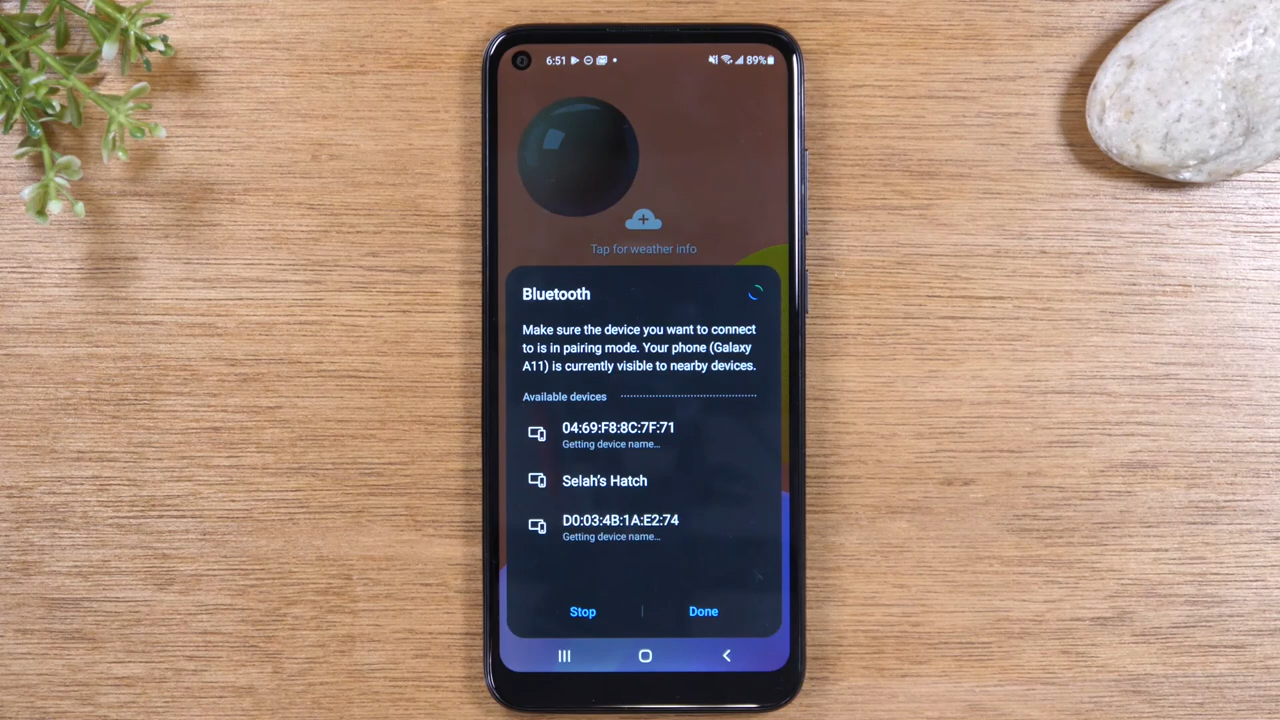 6:51
89%
Tap for weather info
Bluetooth
Make sure the device you want to connect
to is in pairing mode. Your phone (Galaxy
A11) is currently visible to nearby devices.
Available devices
04:69:F8:8C:7F:71
Getting device name...
Selah's Hatch
D0:03:4B:1A:E2:74
Getting device name...
Stop
Done